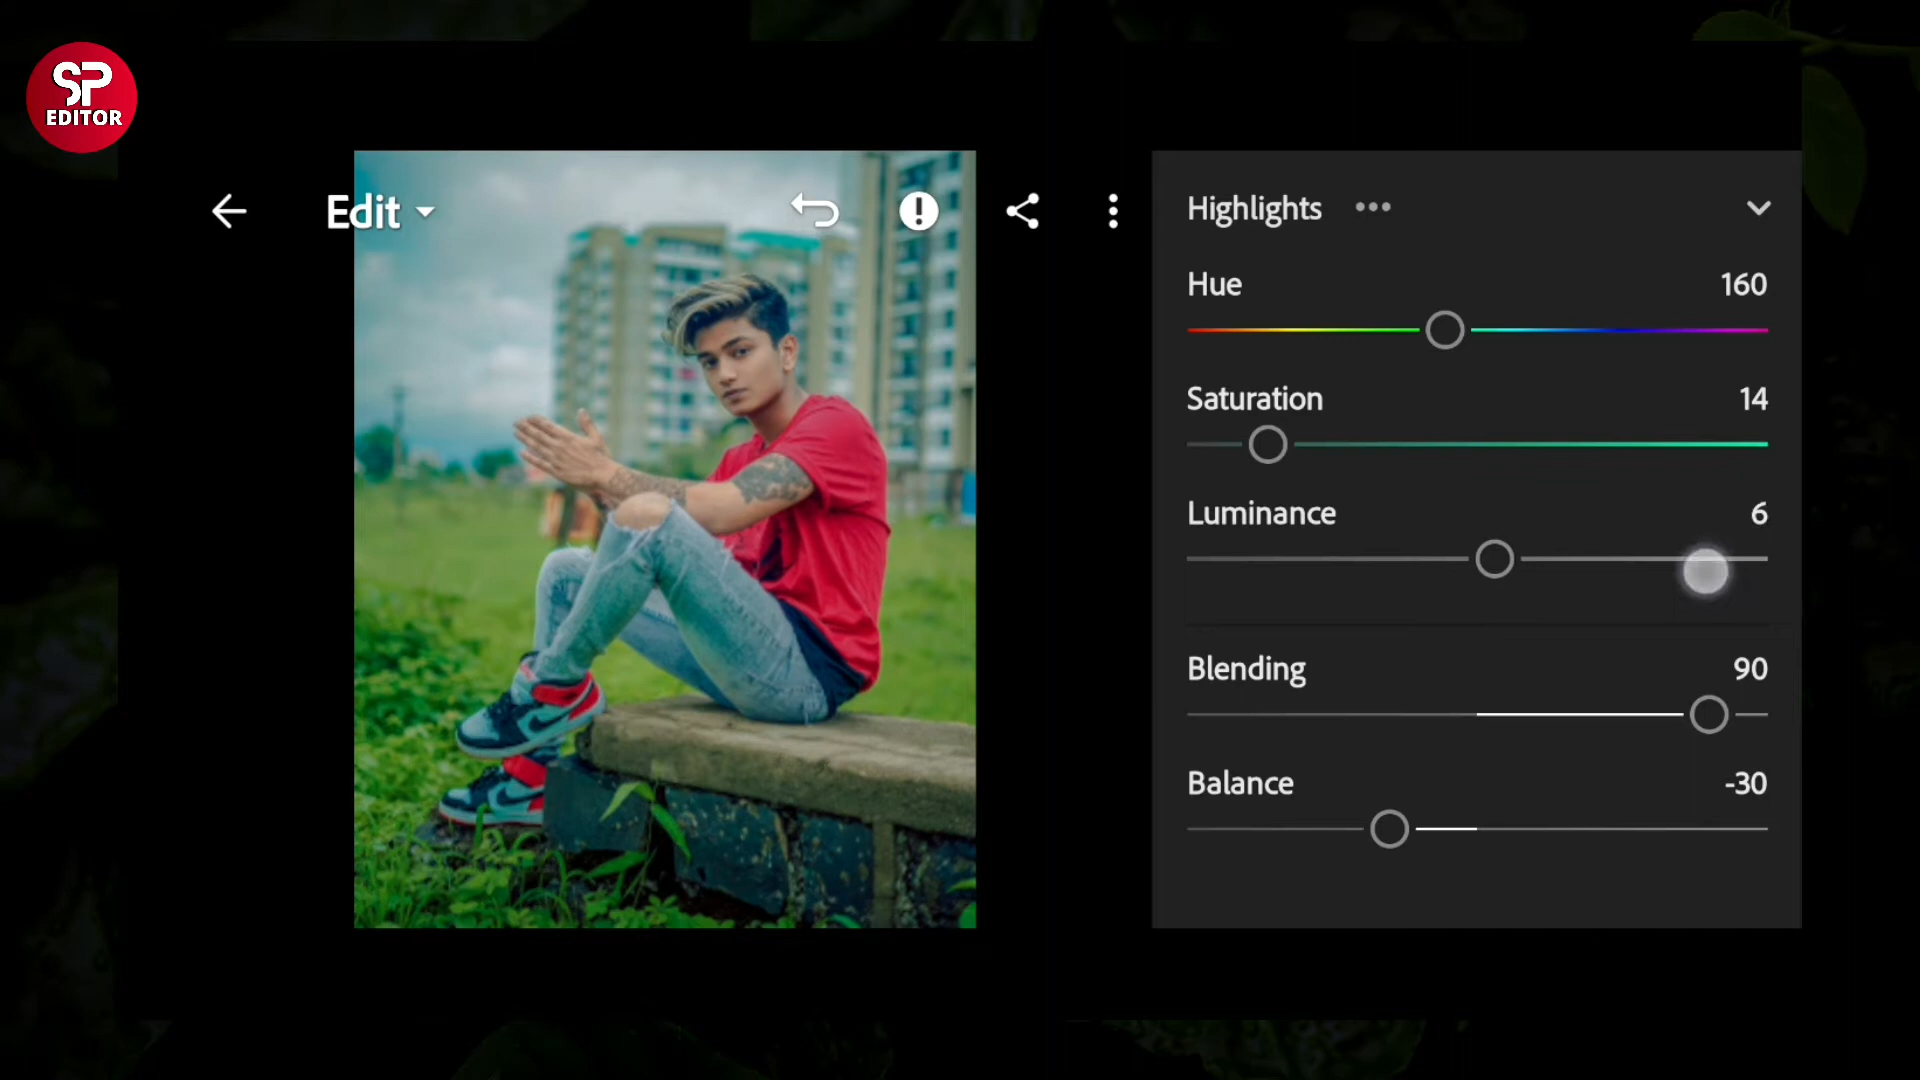 SP
EDITOR
Edit
Highlights
Hue 160
Saturation 14
Luminance 6
Blending 90
Balance -30